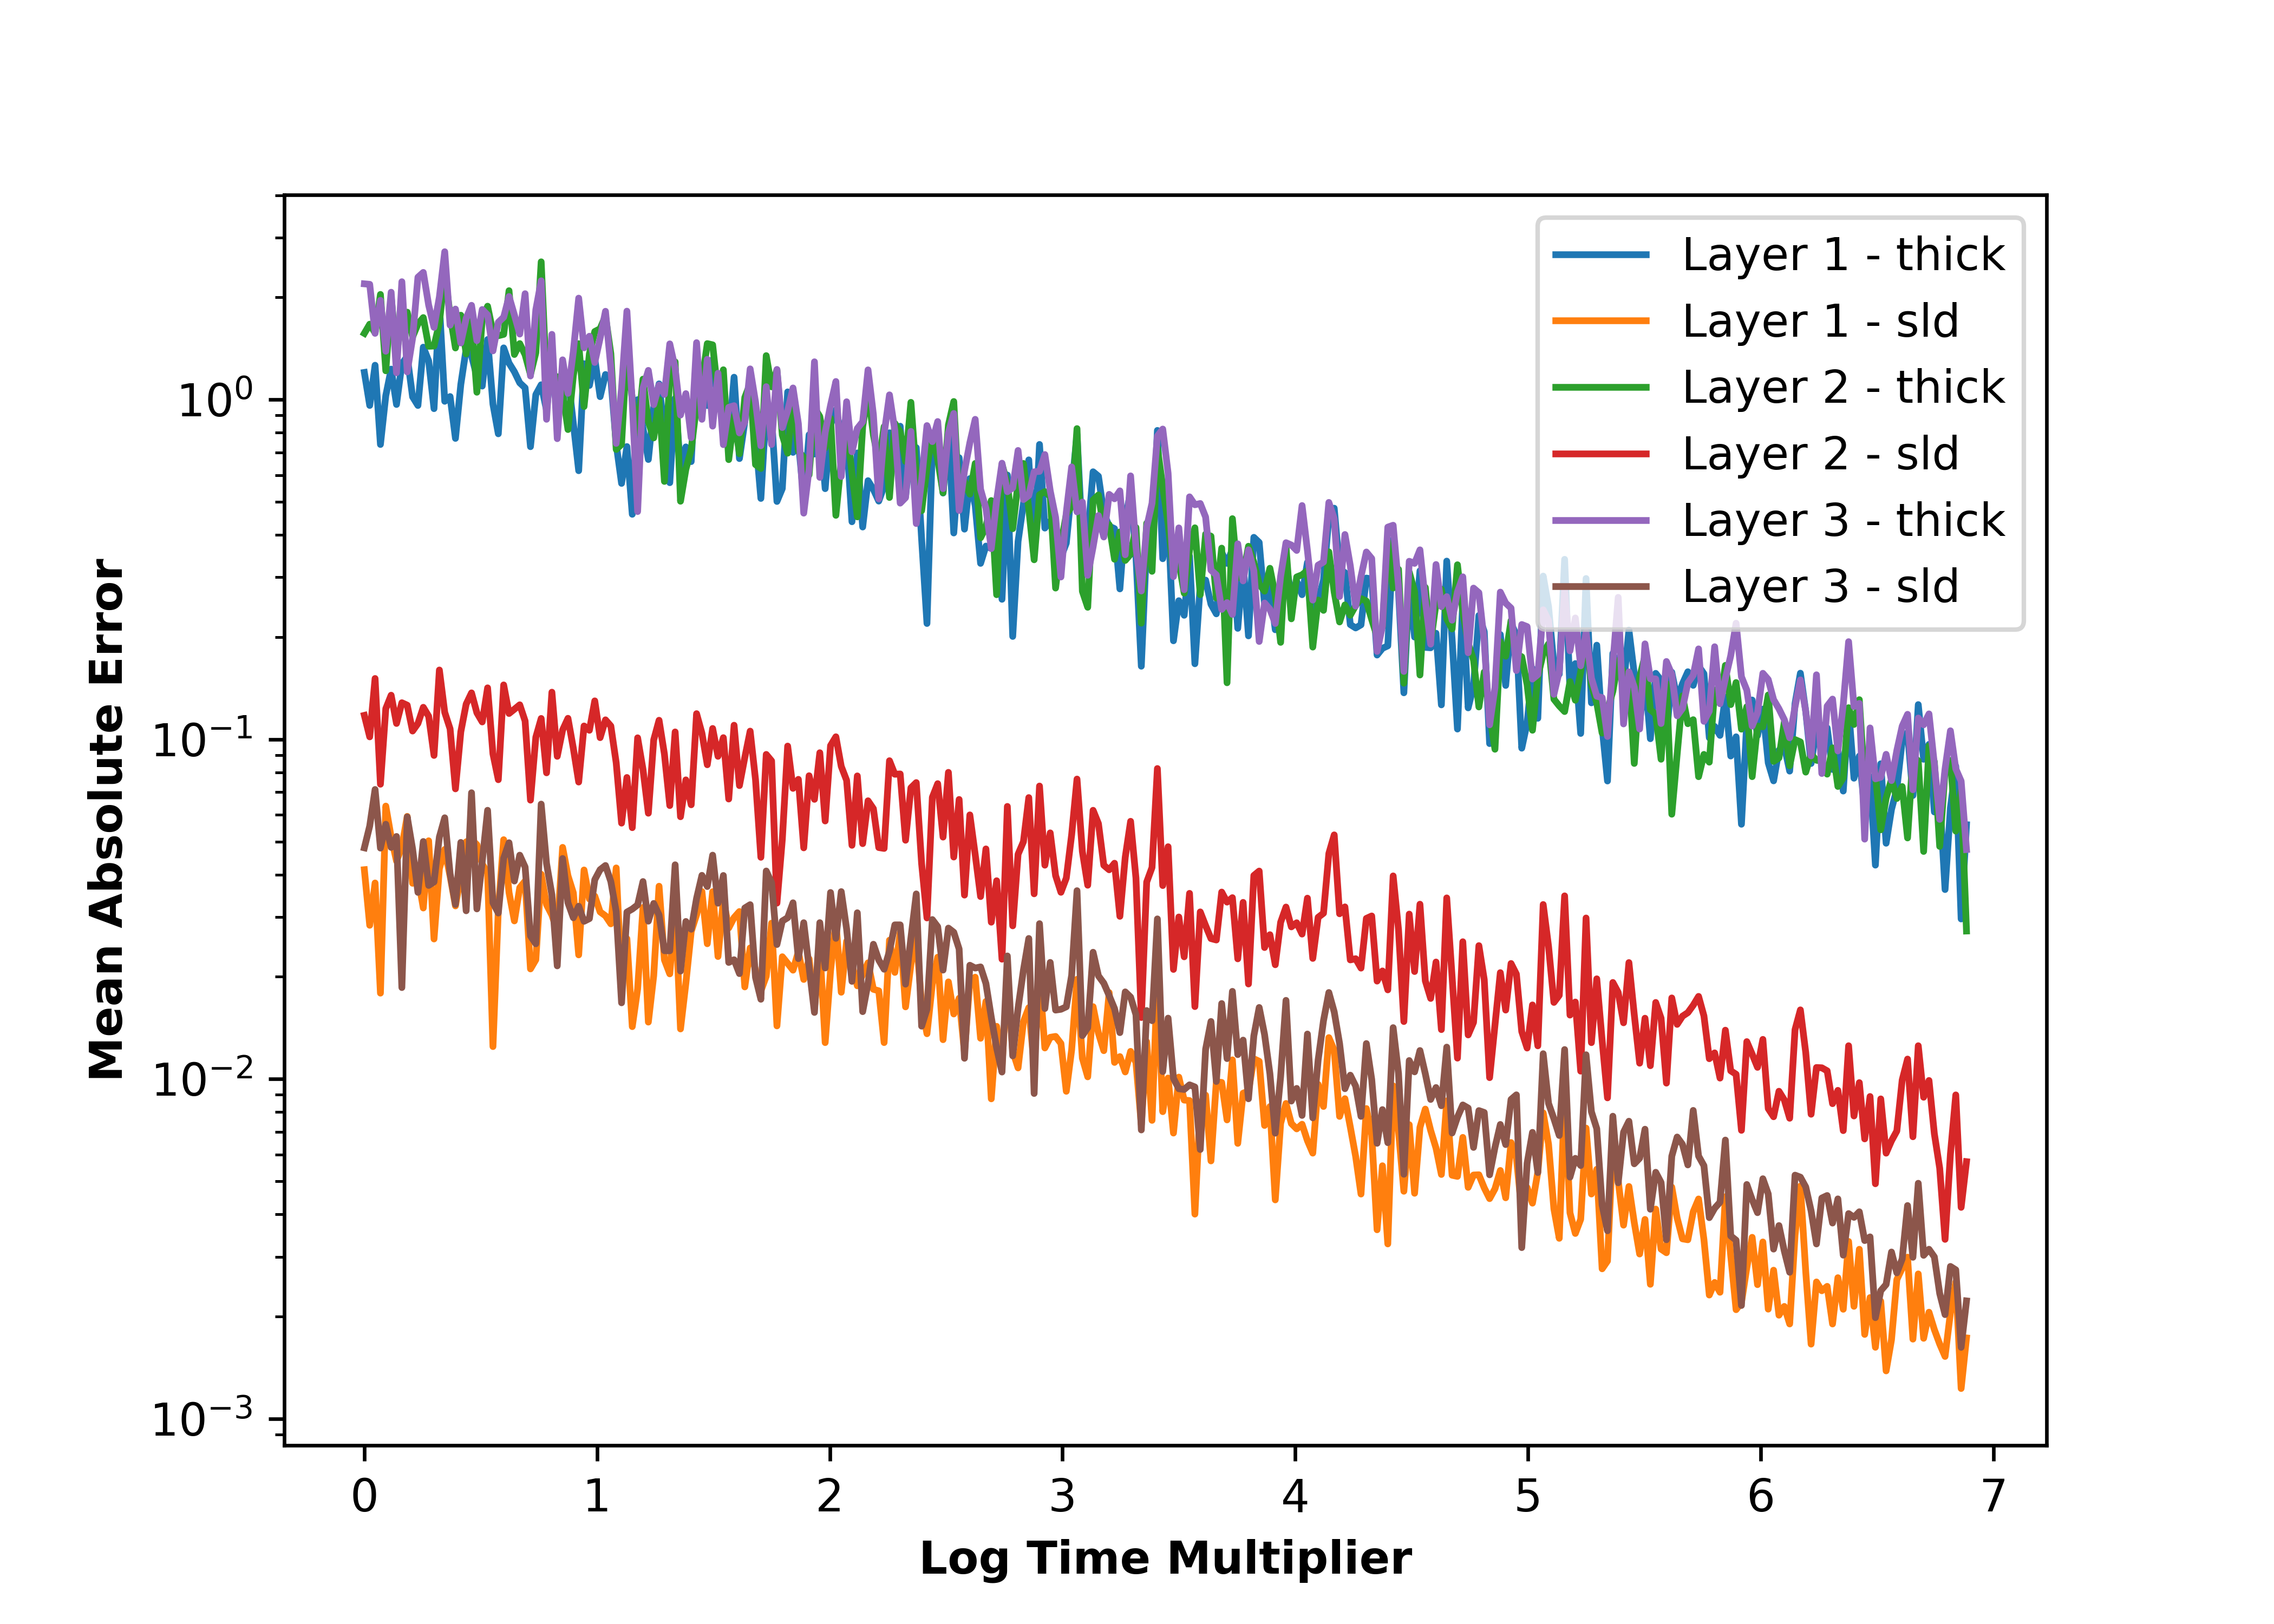 Layer 1 - thick
Layer 1 - sld
Layer 2 - thick
Layer 2 - sld
Layer 3 - thick
Layer 3 - sld
10⁰
10⁻¹
10⁻²
10⁻³
Mean Absolute Error
0 1 2 3 4 5 6 7
Log Time Multiplier